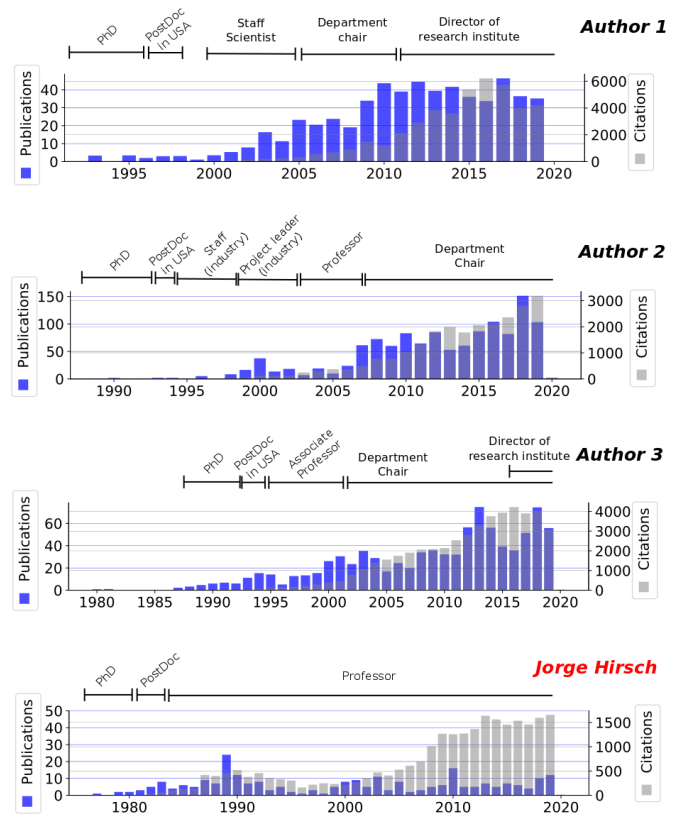 PhD
PostDoc
in USA
Staff
Scientist
Department
chair
Director of
research institute
Author 1
Publications
40
30
20
10
0
6000
4000
2000
0
Citations
1995
2000
2005
2010
2015
2020
PhD
PostDoc
in USA
Staff
(industry)
Project leader
(industry)
Professor
Department
Chair
Author 2
Publications
150
100
50
0
3000
2000
1000
0
Citations
1990
1995
2000
2005
2010
2015
2020
PhD
PostDoc
in USA
Associate
Professor
Department
Chair
Director of
research institute
Author 3
Publications
60
40
20
0
4000
3000
2000
1000
0
Citations
1980
1985
1990
1995
2000
2005
2010
2015
2020
PhD
PostDoc
Professor
Jorge Hirsch
Publications
50
40
30
20
10
0
1500
1000
500
0
Citations
1980
1990
2000
2010
2020